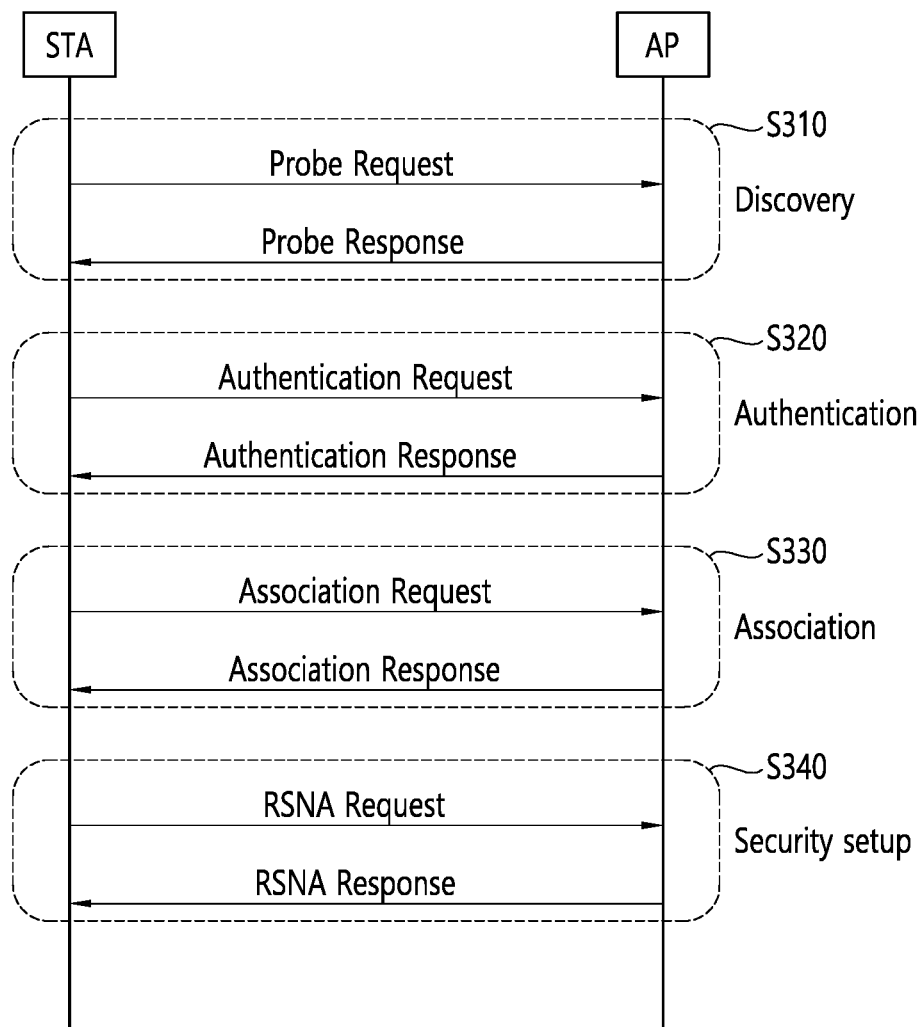 STA
AP
S310
Probe Request
Discovery
Probe Response
S320
Authentication Request
Authentication
Authentication Response
S330
Association Request
Association
Association Response
S340
RSNA Request
Security setup
RSNA Response